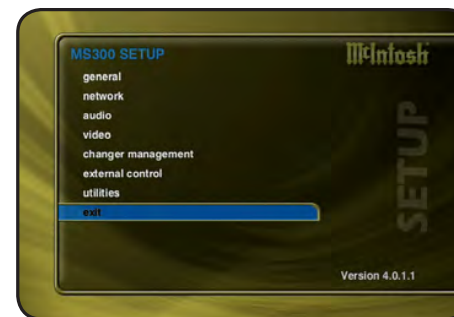 MS300 SETUP
McIntosh
general
network
audio
video
changer management
external control
utilities
exit
SETUP
Version 4.0.1.1